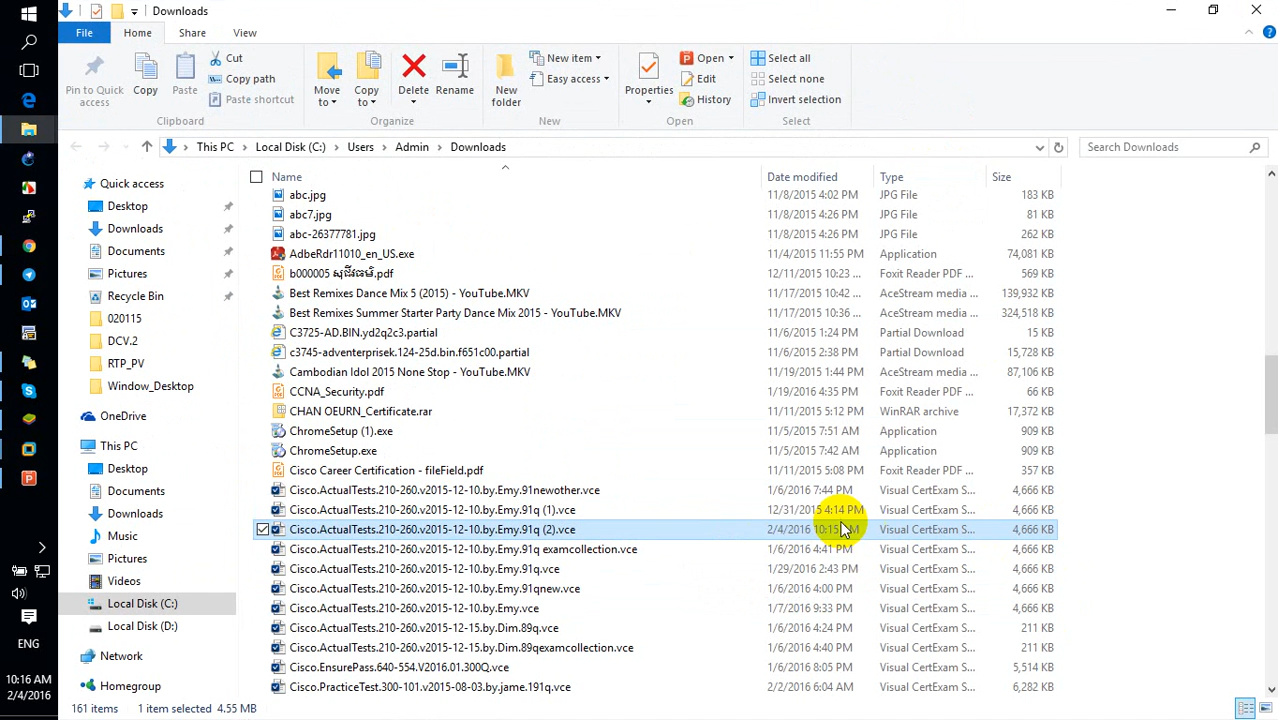 Downloads
File Home Share View
Pin to Quick access
Copy
Paste
Cut
Copy path
Paste shortcut
Clipboard
Move to
Copy to
Delete
Rename
Organize
New folder
New item
Easy access
New
Properties
Open
Edit
History
Open
Select all
Select none
Invert selection
Select
This PC Local Disk (C:) Users Admin Downloads
Search Downloads
Quick access
Desktop
Downloads
Documents
Pictures
Recycle Bin
020115
DCV.2
RTP_PV
Window_Desktop
OneDrive
This PC
Desktop
Documents
Downloads
Music
Pictures
Videos
Local Disk (C:)
Local Disk (D:)
Network
Homegroup
Name Date modified Type Size
abc.jpg 11/8/2015 4:02 PM JPG File 183 KB
abc7.jpg 11/8/2015 4:26 PM JPG File 81 KB
abc-26377781.jpg 11/8/2015 4:26 PM JPG File 262 KB
AdbeRdr11010_en_US.exe 11/4/2015 11:55 PM Application 74,081 KB
b000005 សុជីវធម៌.pdf 12/11/2015 10:23 ... Foxit Reader PDF ... 569 KB
Best Remixes Dance Mix 5 (2015) - YouTube.MKV 11/17/2015 10:42 ... AceStream media ... 139,932 KB
Best Remixes Summer Starter Party Dance Mix 2015 - YouTube.MKV 11/17/2015 10:36 ... AceStream media ... 324,518 KB
C3725-AD.BIN.yd2q2c3.partial 11/6/2015 1:24 PM Partial Download 15 KB
c3745-adventerprisek.124-25d.bin.f651c00.partial 11/6/2015 2:38 PM Partial Download 15,728 KB
Cambodian Idol 2015 None Stop - YouTube.MKV 11/19/2015 1:44 PM AceStream media ... 87,106 KB
CCNA_Security.pdf 1/19/2016 4:35 PM Foxit Reader PDF ... 569 KB
CHAN OEURN_Certificate.rar 11/11/2015 5:12 PM WinRAR archive 17,372 KB
ChromeSetup (1).exe 11/5/2015 7:51 AM Application 909 KB
ChromeSetup.exe 11/5/2015 7:42 AM Application 909 KB
Cisco Career Certification - fileField.pdf 11/11/2015 5:08 PM Foxit Reader PDF ... 357 KB
Cisco.ActualTests.210-260.v2015-12-10.by.Emy.91newother.vce 1/6/2016 7:44 PM Visual CertExam S... 4,666 KB
Cisco.ActualTests.210-260.v2015-12-10.by.Emy.91q (1).vce 12/31/2015 4:14 PM Visual CertExam S... 4,666 KB
Cisco.ActualTests.210-260.v2015-12-10.by.Emy.91q (2).vce 2/4/2016 10:15 Visual CertExam S... 4,666 KB
Cisco.ActualTests.210-260.v2015-12-10.by.Emy.91q examcollection.vce 1/6/2016 4:41 PM Visual CertExam S... 4,666 KB
Cisco.ActualTests.210-260.v2015-12-10.by.Emy.91q.vce 1/29/2016 2:43 PM Visual CertExam S... 4,666 KB
Cisco.ActualTests.210-260.v2015-12-10.by.Emy.91qnew.vce 1/6/2016 4:00 PM Visual CertExam S... 4,666 KB
Cisco.ActualTests.210-260.v2015-12-10.by.Emy.vce 1/7/2016 9:33 PM Visual CertExam S... 4,666 KB
Cisco.ActualTests.210-260.v2015-12-15.by.Dim.89q.vce 1/6/2016 4:24 PM Visual CertExam S... 211 KB
Cisco.ActualTests.210-260.v2015-12-15.by.Dim.89qexamcollection.vce 1/6/2016 4:40 PM Visual CertExam S... 211 KB
Cisco.EnsurePass.640-554.V2016.01.300Q.vce 1/6/2016 8:05 PM Visual CertExam S... 5,514 KB
Cisco.PracticeTest.300-101.v2015-08-03.by.jame.191q.vce 2/2/2016 6:04 AM Visual CertExam S... 6,282 KB
161 items 1 item selected 4.55 MB
ENG
10:16 AM
2/4/2016